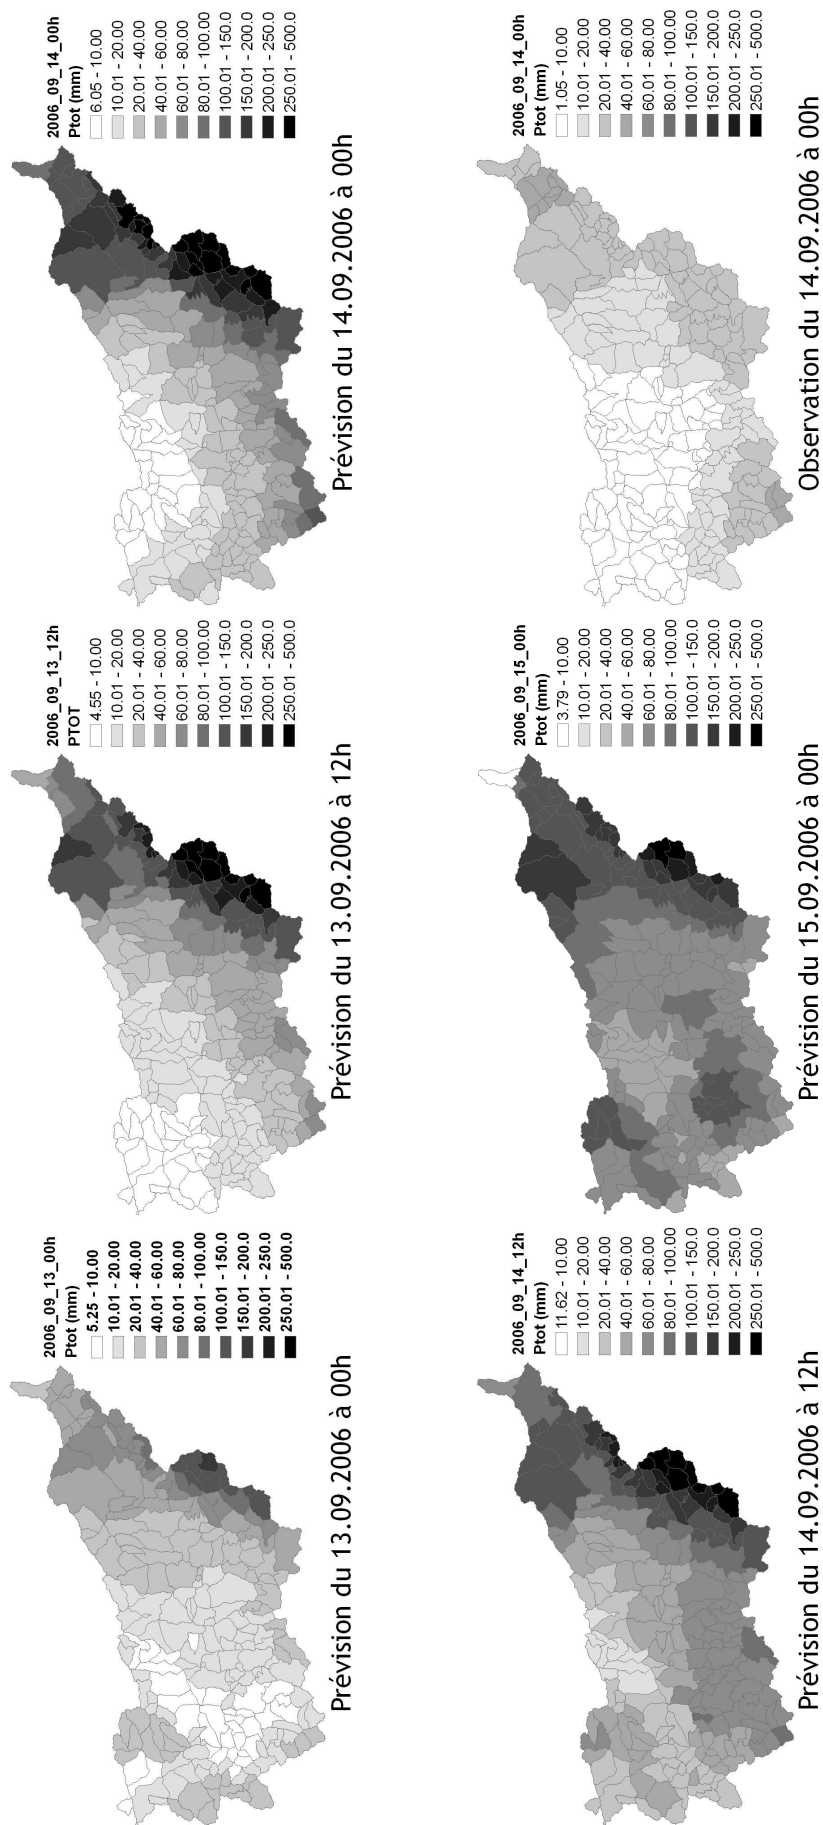 2006_09_13_00h
Ptot (mm)
5.25 - 10.00
10.01 - 20.00
20.01 - 40.00
40.01 - 60.00
60.01 - 80.00
80.01 - 100.00
100.01 - 150.0
150.01 - 200.0
200.01 - 250.0
250.01 - 500.0
Prévision du 13.09.2006 à 00h
2006_09_13_12h
PTOT
4.55 - 10.00
10.01 - 20.00
20.01 - 40.00
40.01 - 60.00
60.01 - 80.00
80.01 - 100.00
100.01 - 150.0
150.01 - 200.0
200.01 - 250.0
250.01 - 500.0
Prévision du 13.09.2006 à 12h
2006_09_14_00h
Ptot (mm)
6.05 - 10.00
10.01 - 20.00
20.01 - 40.00
40.01 - 60.00
60.01 - 80.00
80.01 - 100.00
100.01 - 150.0
150.01 - 200.0
200.01 - 250.0
250.01 - 500.0
Prévision du 14.09.2006 à 00h
2006_09_14_12h
Ptot (mm)
11.62 - 10.00
10.01 - 20.00
20.01 - 40.00
40.01 - 60.00
60.01 - 80.00
80.01 - 100.00
100.01 - 150.0
150.01 - 200.0
200.01 - 250.0
250.01 - 500.0
Prévision du 14.09.2006 à 12h
2006_09_15_00h
Ptot (mm)
3.79 - 10.00
10.01 - 20.00
20.01 - 40.00
40.01 - 60.00
60.01 - 80.00
80.01 - 100.00
100.01 - 150.0
150.01 - 200.0
200.01 - 250.0
250.01 - 500.0
Prévision du 15.09.2006 à 00h
2006_09_14_00h
Ptot (mm)
1.05 - 10.00
10.01 - 20.00
20.01 - 40.00
40.01 - 60.00
60.01 - 80.00
80.01 - 100.00
100.01 - 150.0
150.01 - 200.0
200.01 - 250.0
250.01 - 500.0
Observation du 14.09.2006 à 00h